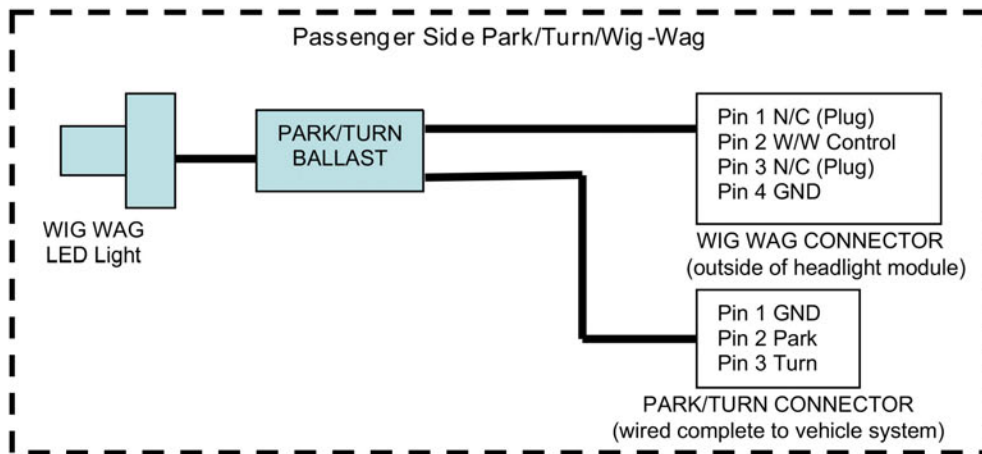 Passenger Side Park/Turn/Wig-Wag
WIG WAG
LED Light
PARK/TURN
BALLAST
Pin 1 N/C (Plug)
Pin 2 W/W Control
Pin 3 N/C (Plug)
Pin 4 GND
WIG WAG CONNECTOR
(outside of headlight module)
Pin 1 GND
Pin 2 Park
Pin 3 Turn
PARK/TURN CONNECTOR
(wired complete to vehicle system)